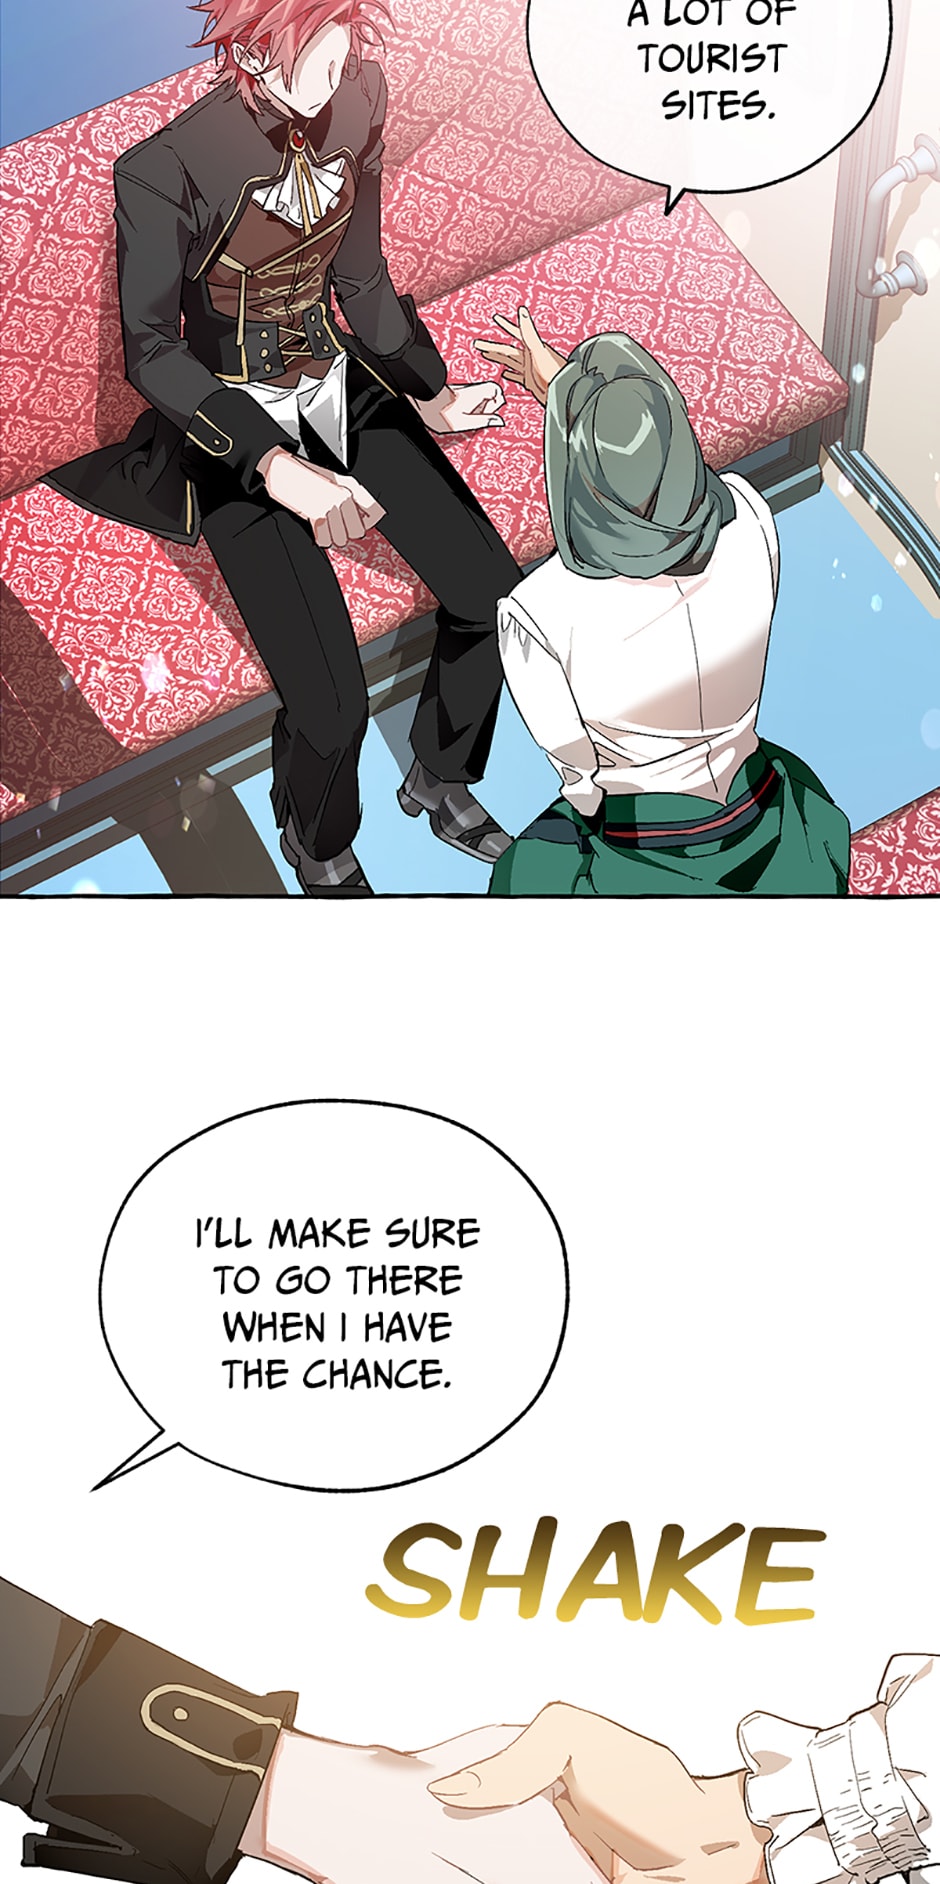 A LOT OF
TOURIST
SITES.
I'LL MAKE SURE
TO GO THERE
WHEN I HAVE
THE CHANCE.
SHAKE